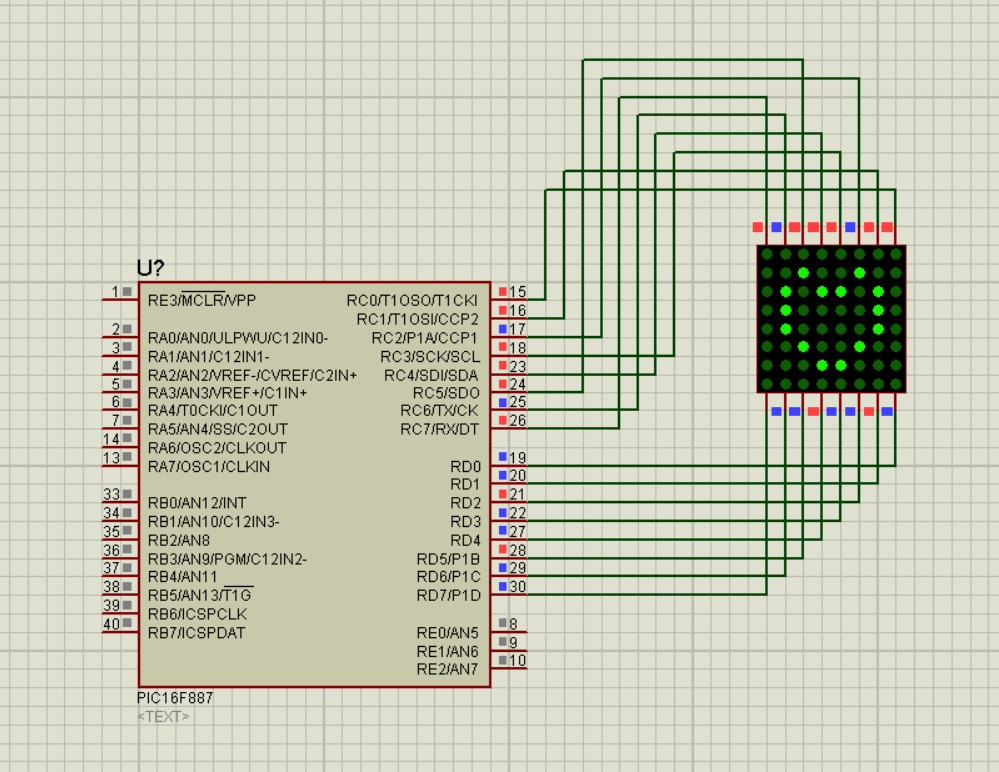 U?
1 RE3/MCLR/VPP
2 RA0/AN0/ULPWU/C12IN0-
3 RA1/AN1/C12IN1-
4 RA2/AN2/VREF-/CVREF/C2IN+
5 RA3/AN3/VREF+/C1IN+
6 RA4/T0CKI/C1OUT
7 RA5/AN4/SS/C2OUT
14 RA6/OSC2/CLKOUT
13 RA7/OSC1/CLKIN
33 RB0/AN12/INT
34 RB1/AN10/C12IN3-
35 RB2/AN8
36 RB3/AN9/PGM/C12IN2-
37 RB4/AN11
38 RB5/AN13/T1G
39 RB6/ICSPCLK
40 RB7/ICSPDAT
RC0/T1OSO/T1CKI 15
RC1/T1OSI/CCP2 16
RC2/P1A/CCP1 17
RC3/SCK/SCL 18
RC4/SDI/SDA 23
RC5/SDO 24
RC6/TX/CK 25
RC7/RX/DT 26
RD0 19
RD1 20
RD2 21
RD3 22
RD4 27
RD5/P1B 28
RD6/P1C 29
RD7/P1D 30
RE0/AN5 8
RE1/AN6 9
RE2/AN7 10
PIC16F887
<TEXT>